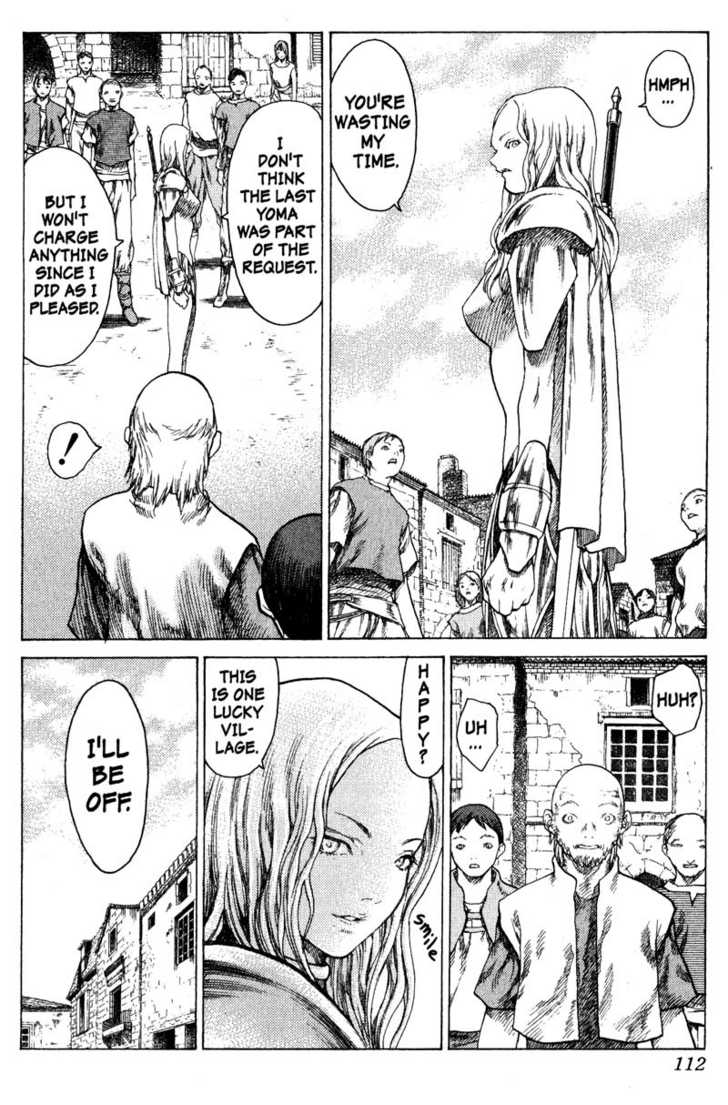 HMPH
...
YOU'RE
WASTING
MY
TIME.
I
DON'T
THINK
THE LAST
YOMA
WAS PART
OF THE
REQUEST.
BUT I
WON'T
CHARGE
ANYTHING
SINCE I
DID AS I
PLEASED.
!
HUH?
UH
...
HAPPY?
THIS
IS ONE
LUCKY
VIL-
LAGE.
smile
I'LL
BE
OFF.
112